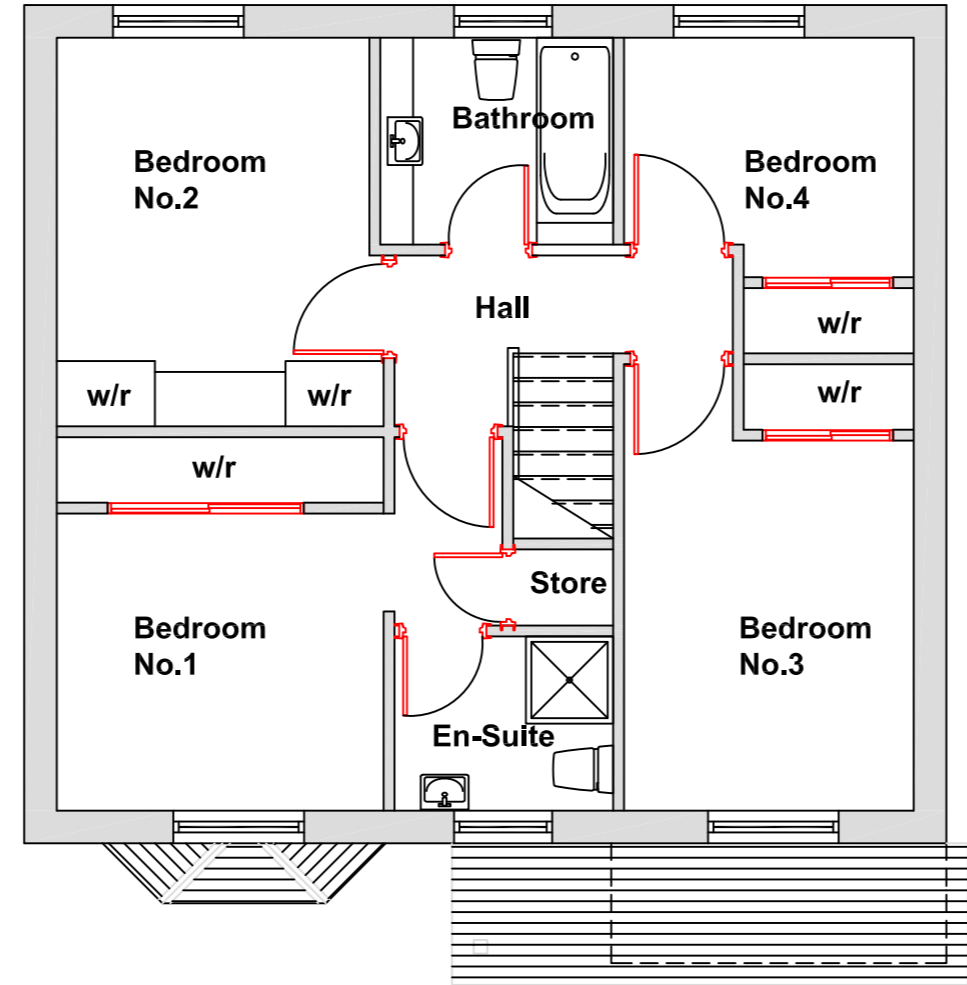 Bathroom
Bedroom
No.2
Bedroom
No.4
Hall
w/r
w/r
w/r
w/r
w/r
Store
Bedroom
No.1
Bedroom
No.3
En-Suite